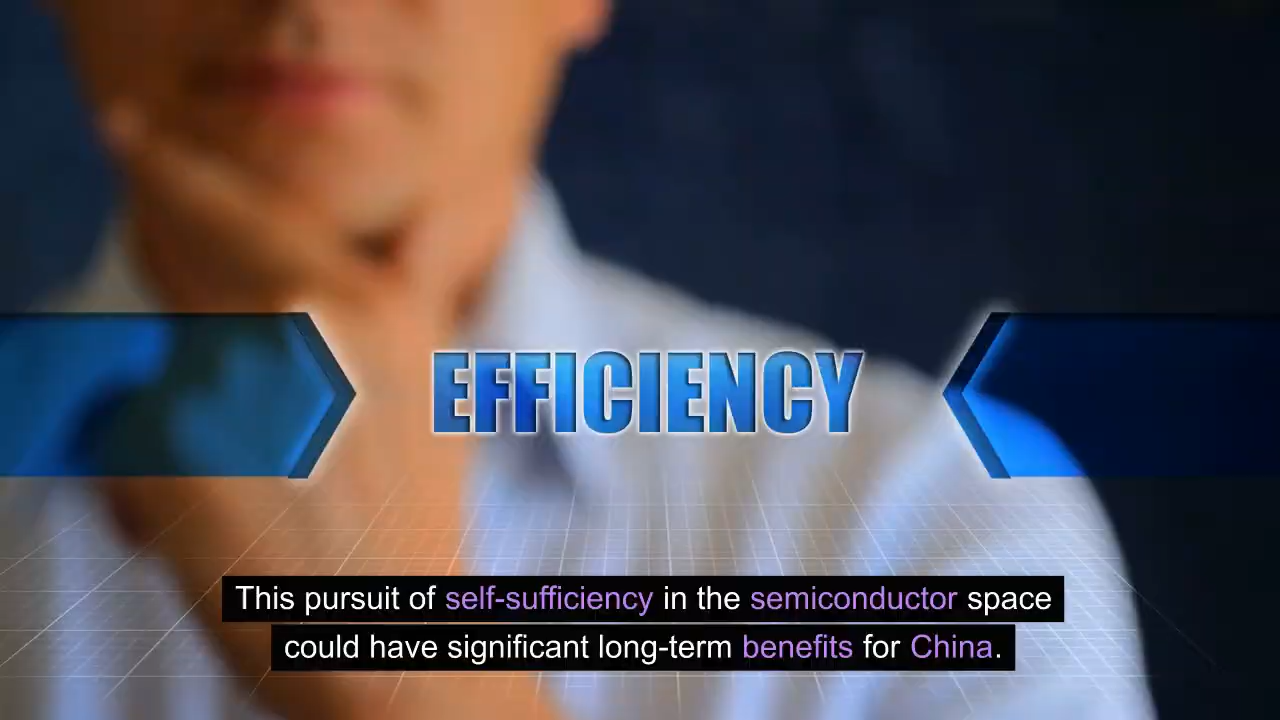 EFFICIENCY
This pursuit of self-sufficiency in the semiconductor space
could have significant long-term benefits for China.